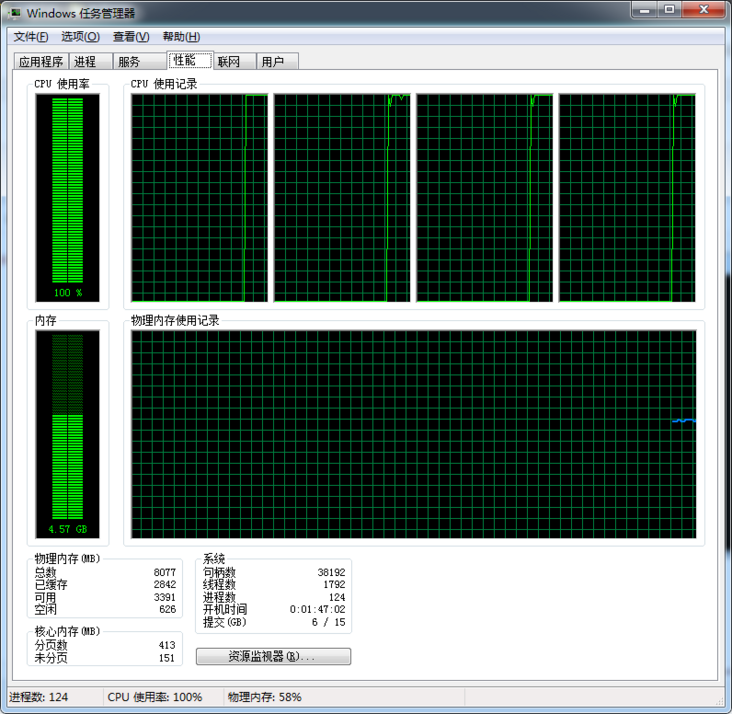 Windows 任务管理器
文件(F) 选项(O) 查看(V) 帮助(H)
应用程序 进程 服务 性能 联网 用户
CPU 使用率
100 %
CPU 使用记录
内存
4.57 GB
物理内存使用记录
物理内存(MB)
总数 8077
已缓存 2842
可用 3391
空闲 626
核心内存(MB)
分页数 413
未分页 151
系统
句柄数 38192
线程数 1792
进程数 124
开机时间 0:01:47:02
提交(GB) 6 / 15
资源监视器(R)...
进程数: 124 CPU 使用率: 100% 物理内存: 58%